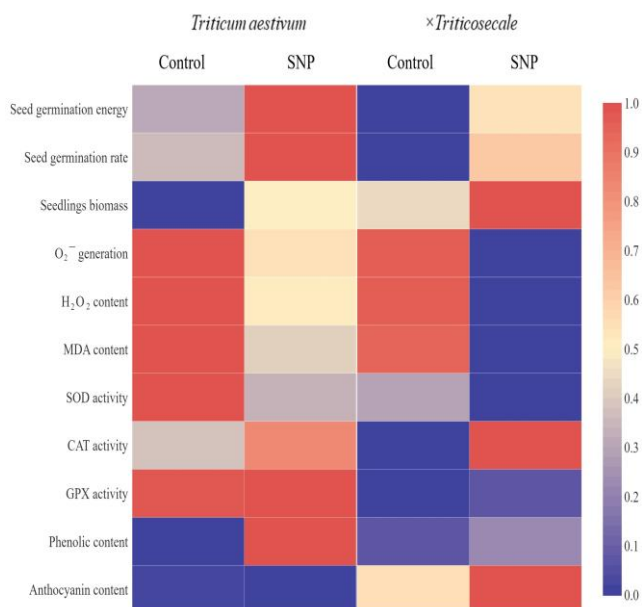 Triticum aestivum ×Triticosecale
Control SNP Control SNP
Seed germination energy
Seed germination rate
Seedlings biomass
O₂⁻ generation
H₂O₂ content
MDA content
SOD activity
CAT activity
GPX activity
Phenolic content
Anthocyanin content
1.0
0.9
0.8
0.7
0.6
0.5
0.4
0.3
0.2
0.1
0.0